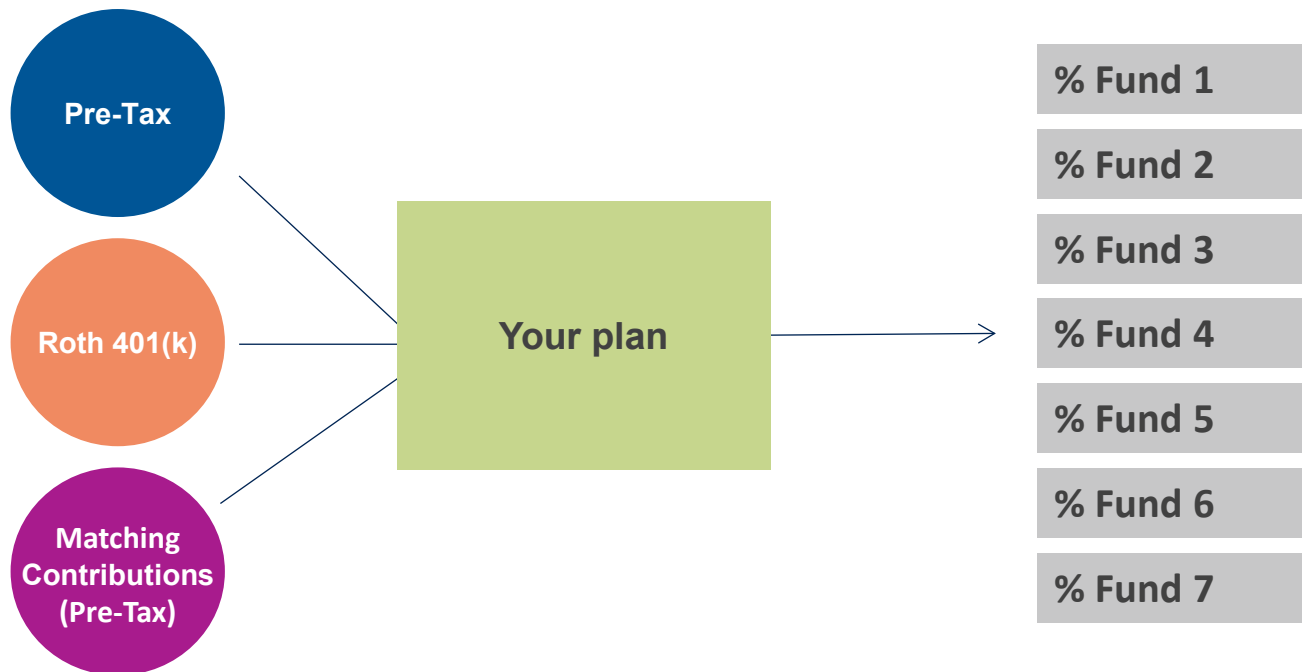 Pre-Tax
Roth 401(k)
Matching
Contributions
(Pre-Tax)
Your plan
% Fund 1
% Fund 2
% Fund 3
% Fund 4
% Fund 5
% Fund 6
% Fund 7